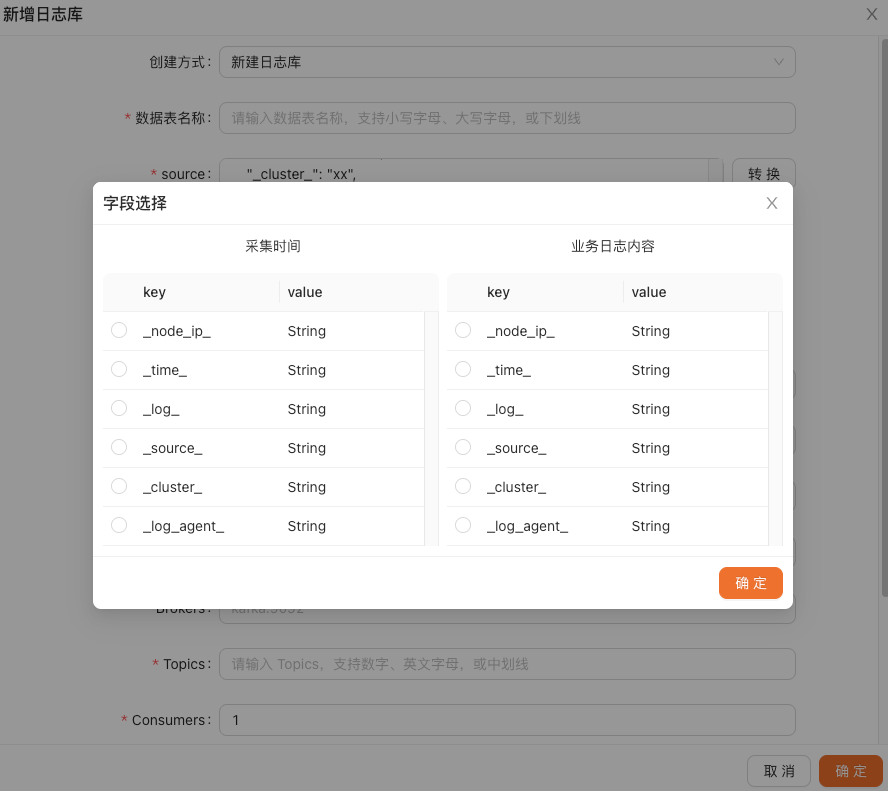 新增日志库
创建方式: 新建日志库
* 数据表名称: 请输入数据表名称，支持小写字母、大写字母，或下划线
* source: "_cluster_": "xx", 转 换
字段选择
采集时间 业务日志内容
key value key value
_node_ip_ String _node_ip_ String
_time_ String _time_ String
_log_ String _log_ String
_source_ String _source_ String
_cluster_ String _cluster_ String
_log_agent_ String _log_agent_ String
确 定
Brokers: kafka:9092
* Topics: 请输入 Topics，支持数字、英文字母，或中划线
* Consumers: 1
取 消 确 定